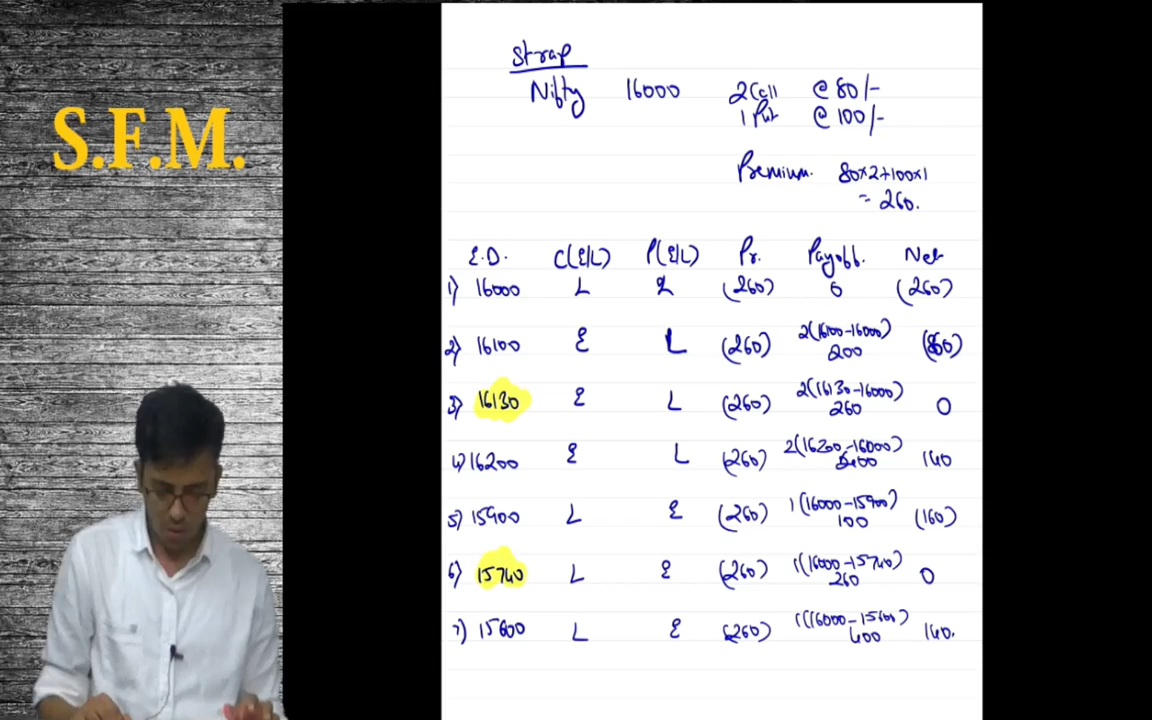 S.F.M.
Strap
Nifty 16000 2 Call @ 80/-
1 Put @ 100/-
Premium. 80×2+100×1
= 260.
E.D. C(E/L) P(E/L) Pr. Payoff. Net
1) 16000 L L (260) 0 (260)
2) 16100 E L (260) 2(16100-16000) 200 (60)
3) 16130 E L (260) 2(16130-16000) 260 0
4) 16200 E L (260) 2(16200-16000) 400 140
5) 15900 L E (260) 1(16000-15900) 100 (160)
6) 15740 L E (260) 1(16000-15740) 260 0
7) 15600 L E (260) 1(16000-15600) 400 140.